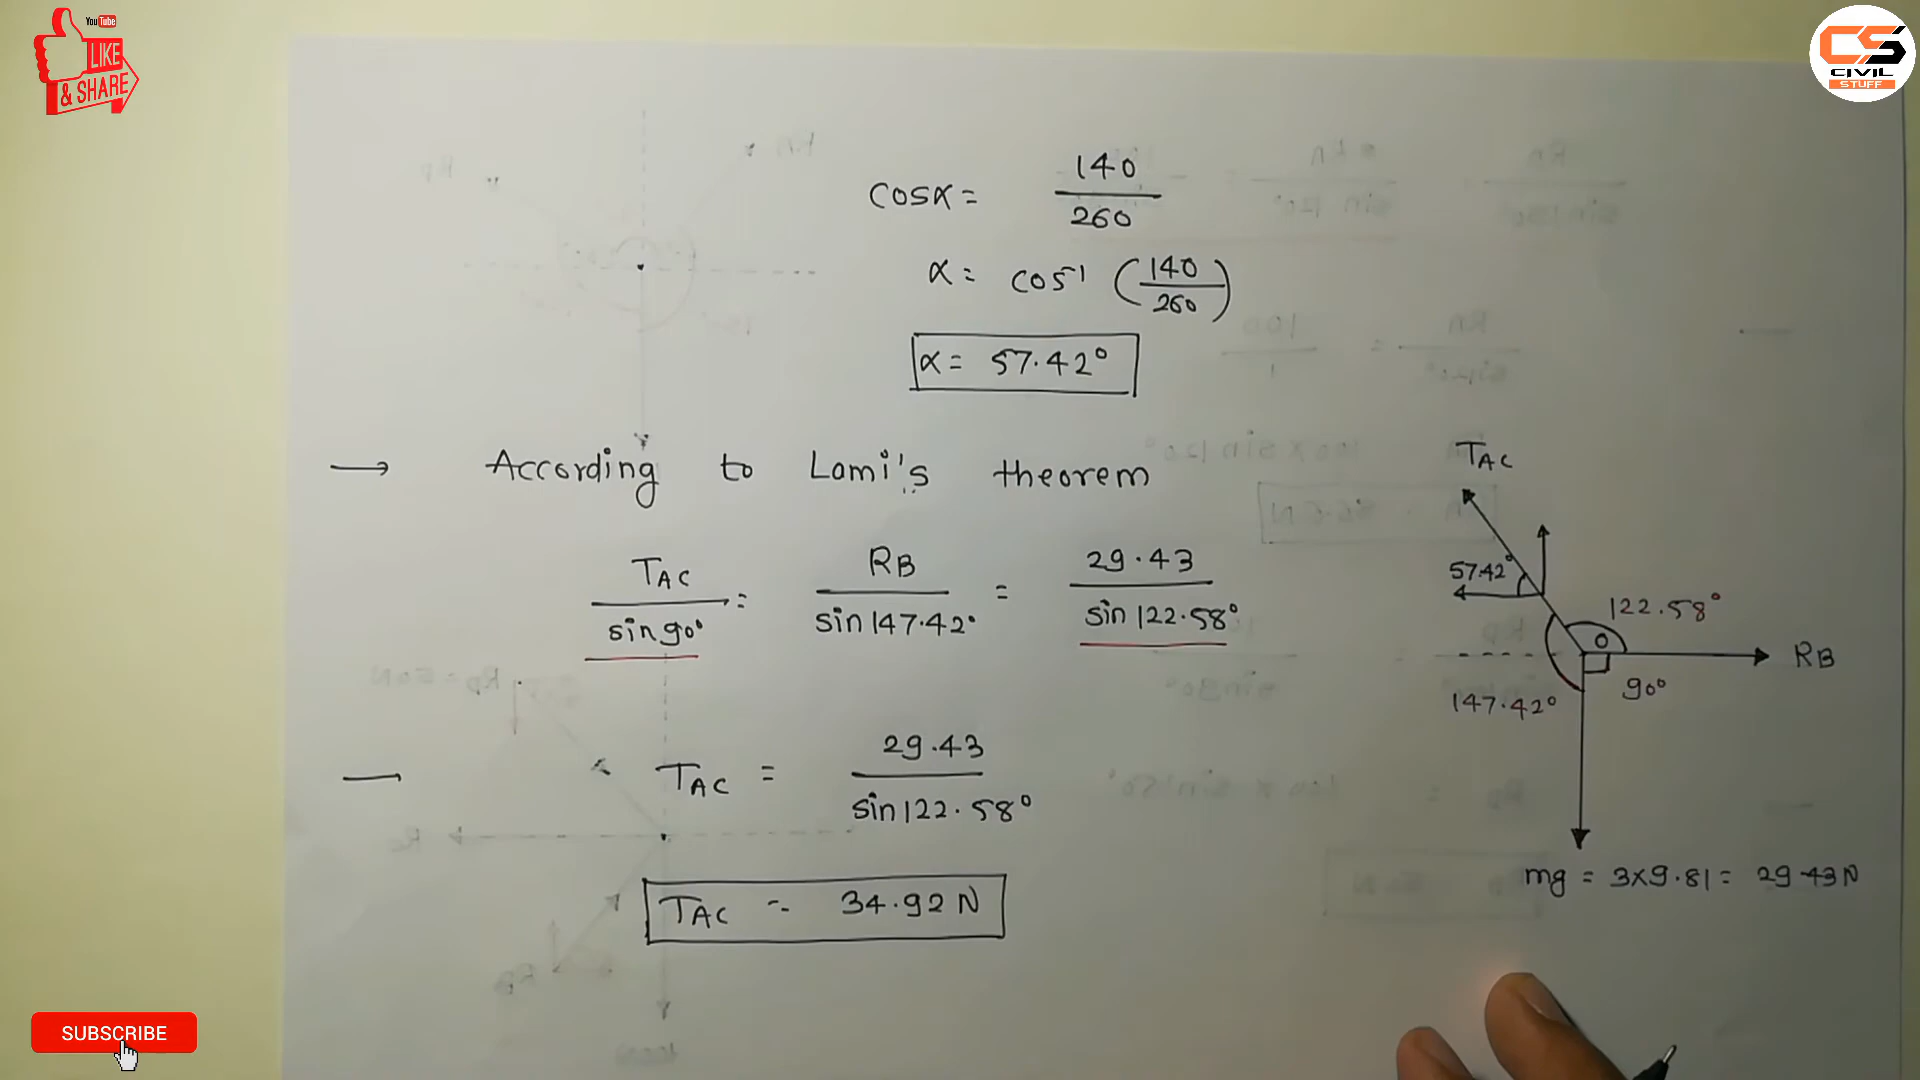 YouTube
LIKE
& SHARE
CS
CIVIL
STUFF
cosα = 140/260
α = cos⁻¹ (140/260)
α = 57.42°
→ According to Lami's theorem
TAC/sin90° = RB/sin147.42° = 29.43/sin122.58°
— TAC = 29.43/sin122.58°
TAC = 34.92 N
TAC
57.42°
122.58°
O
RB
147.42°
90°
mg = 3x9.81 = 29.43N
SUBSCRIBE